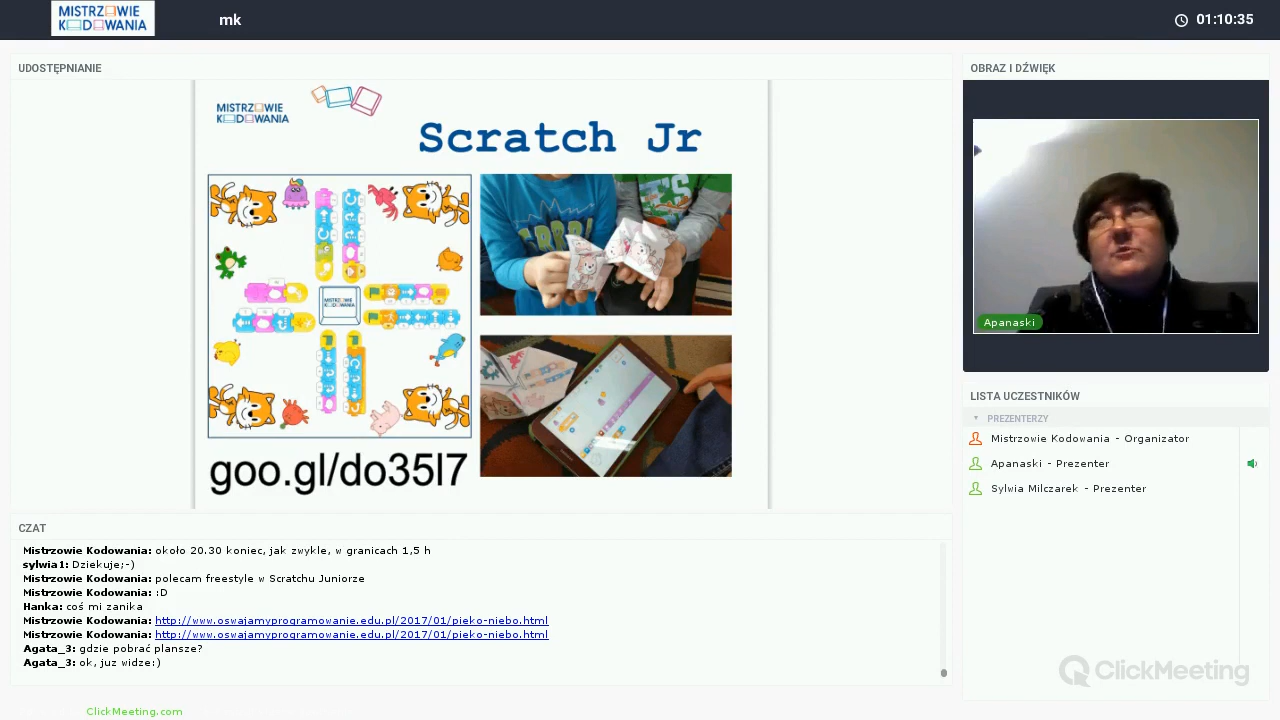 MISTRZOWIE
KODOWANIA
mk
01:10:35
UDOSTĘPNIANIE
MISTRZOWIE
KODOWANIA
Scratch Jr
MISTRZOWIE
KODOWANIA
goo.gl/do35l7
CZAT
Mistrzowie Kodowania: około 20.30 koniec, jak zwykle, w granicach 1,5 h
sylwia1: Dziekuje;-)
Mistrzowie Kodowania: polecam freestyle w Scratchu Juniorze
Mistrzowie Kodowania: :D
Hanka: coś mi zanika
Mistrzowie Kodowania: http://www.oswajamyprogramowanie.edu.pl/2017/01/pieko-niebo.html
Mistrzowie Kodowania: http://www.oswajamyprogramowanie.edu.pl/2017/01/pieko-niebo.html
Agata_3: gdzie pobrać plansze?
Agata_3: ok, juz widze:)
ClickMeeting.com
OBRAZ I DŹWIĘK
Apanaski
LISTA UCZESTNIKÓW
PREZENTERZY
Mistrzowie Kodowania - Organizator
Apanaski - Prezenter
Sylwia Milczarek - Prezenter
ClickMeeting